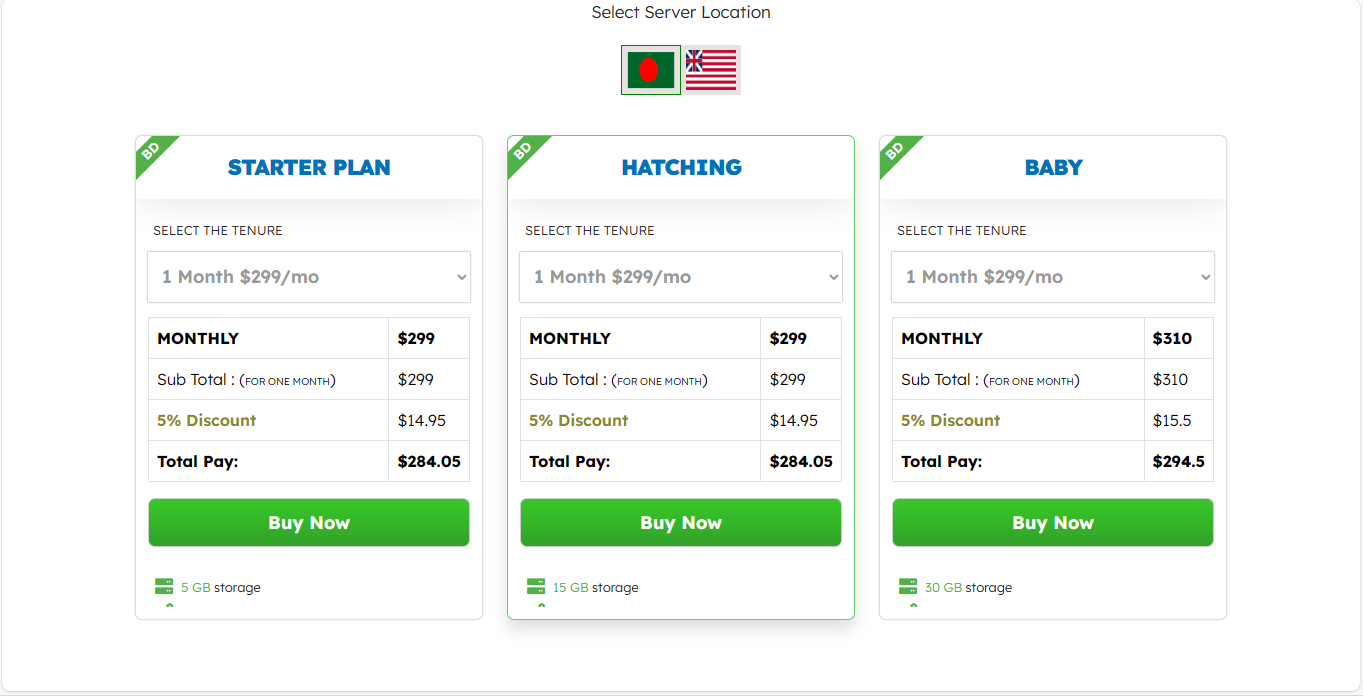 Select Server Location
BD
STARTER PLAN
SELECT THE TENURE
1 Month $299/mo
MONTHLY $299
Sub Total : (FOR ONE MONTH) $299
5% Discount $14.95
Total Pay: $284.05
Buy Now
5 GB storage
BD
HATCHING
SELECT THE TENURE
1 Month $299/mo
MONTHLY $299
Sub Total : (FOR ONE MONTH) $299
5% Discount $14.95
Total Pay: $284.05
Buy Now
15 GB storage
BD
BABY
SELECT THE TENURE
1 Month $299/mo
MONTHLY $310
Sub Total : (FOR ONE MONTH) $310
5% Discount $15.5
Total Pay: $294.5
Buy Now
30 GB storage